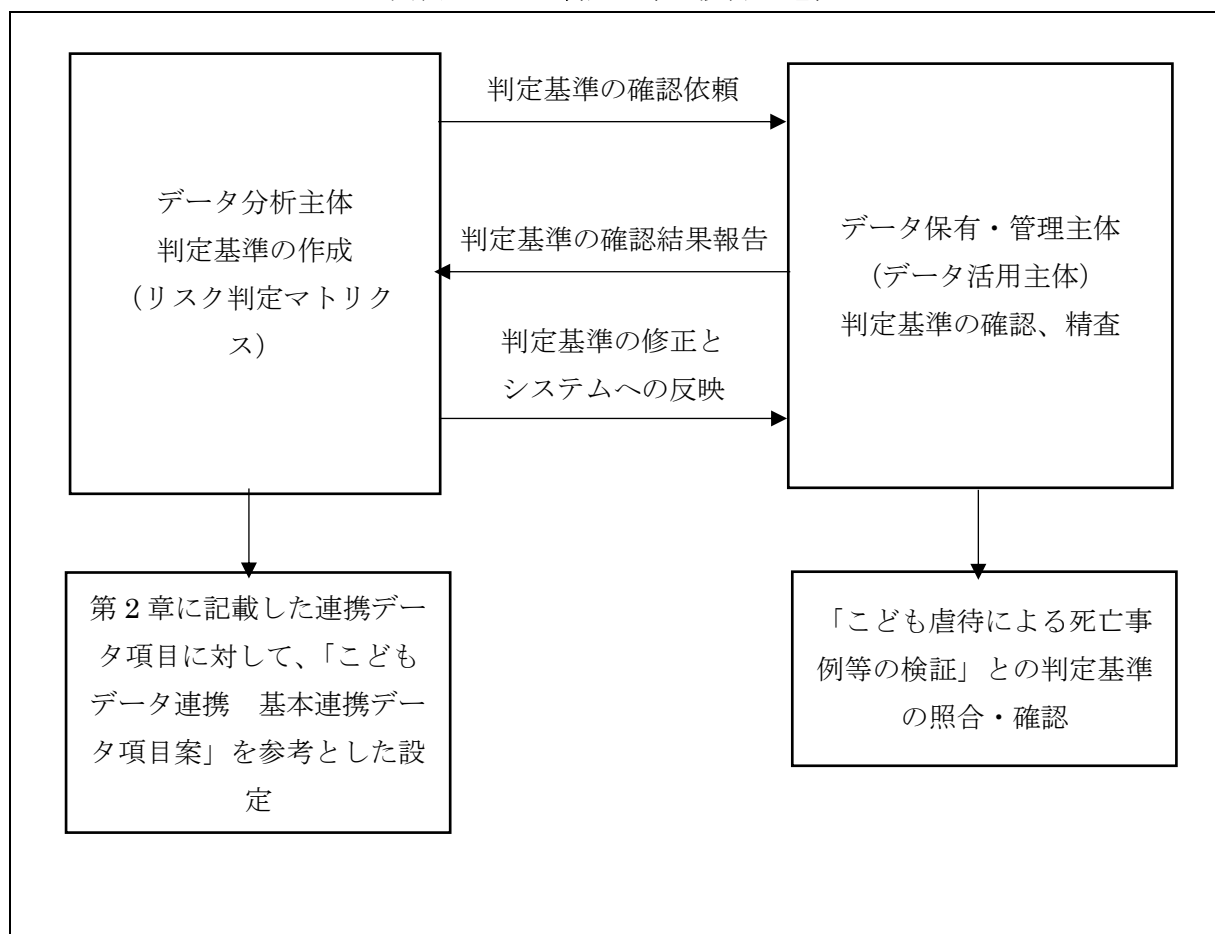 判定基準の確認依頼
データ分析主体
判定基準の作成
（リスク判定マトリク
ス）
判定基準の確認結果報告
判定基準の修正と
システムへの反映
データ保有・管理主体
（データ活用主体）
判定基準の確認、精査
第 2 章に記載した連携デー
タ項目に対して、「こども
データ連携　基本連携デー
タ項目案」を参考とした設
定
「こども虐待による死亡事
例等の検証」との判定基準
の照合・確認